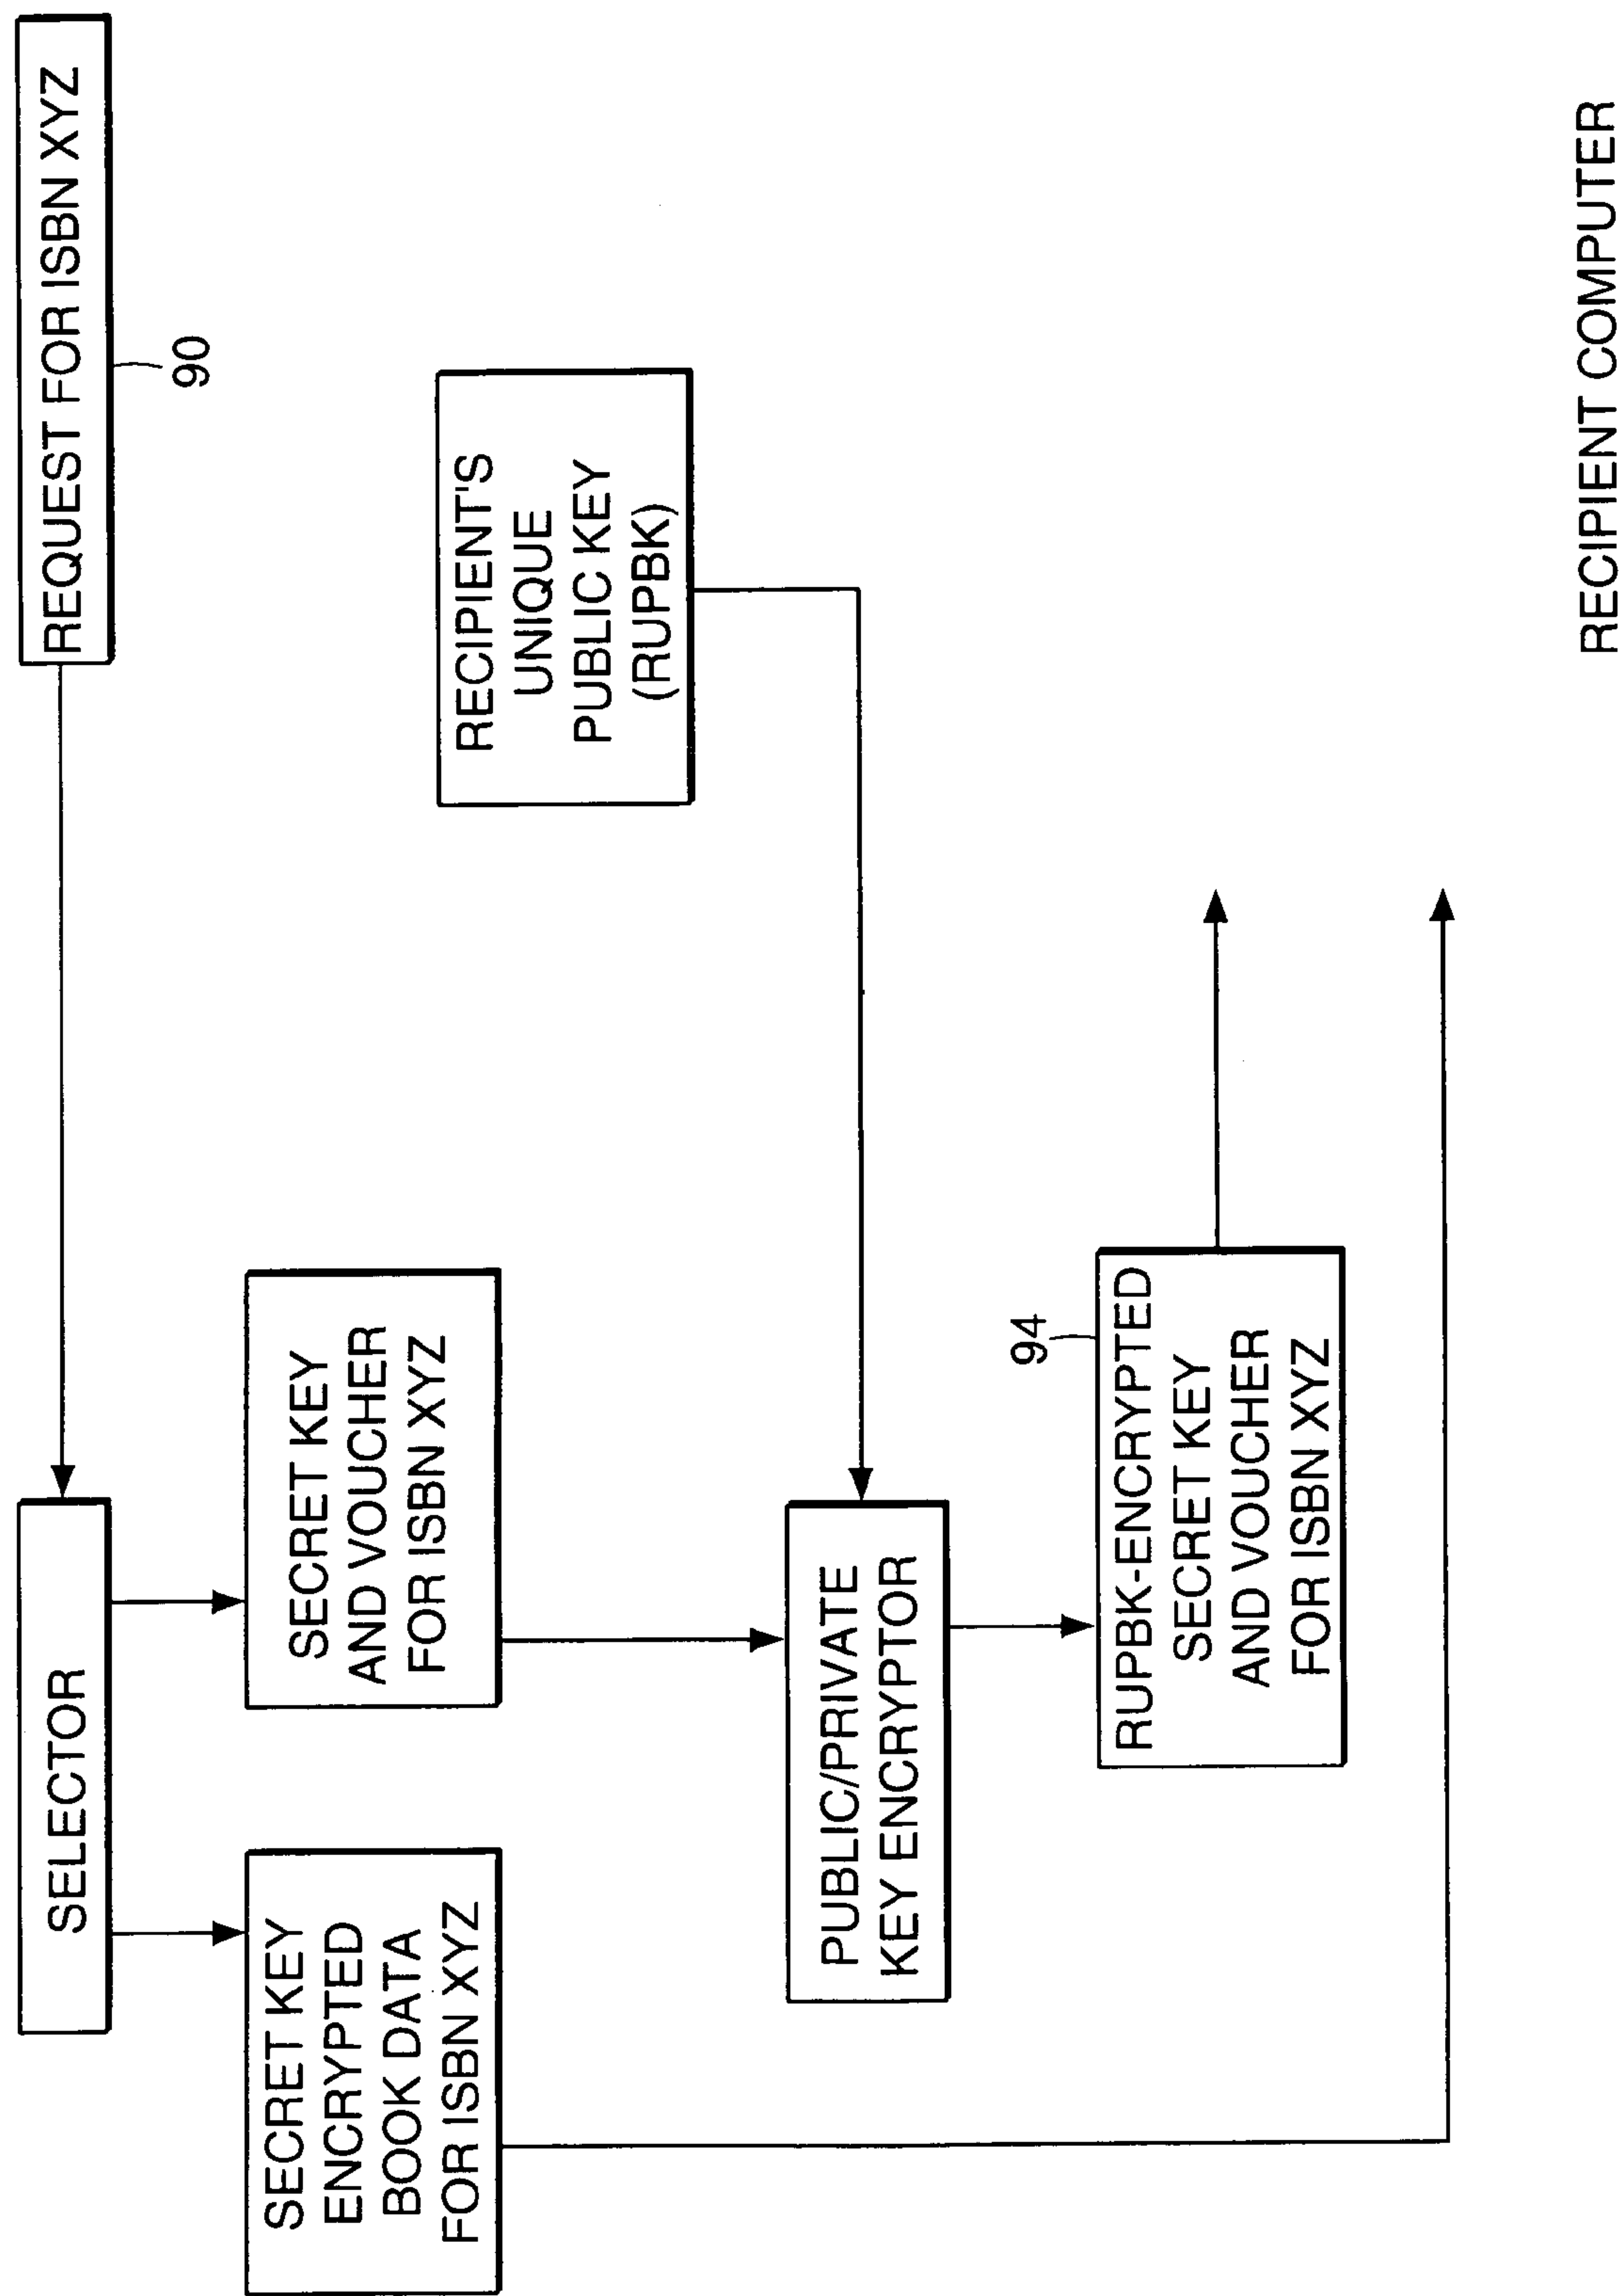 REQUEST FOR ISBN XYZ
90
SELECTOR
SECRET KEY
ENCRYPTED
BOOK DATA
FOR ISBN XYZ
SECRET KEY
AND VOUCHER
FOR ISBN XYZ
RECIPIENT'S
UNIQUE
PUBLIC KEY
(RUPBK)
PUBLIC/PRIVATE
KEY ENCRYPTOR
94
RUPBK-ENCRYPTED
SECRET KEY
AND VOUCHER
FOR ISBN XYZ
RECIPIENT COMPUTER